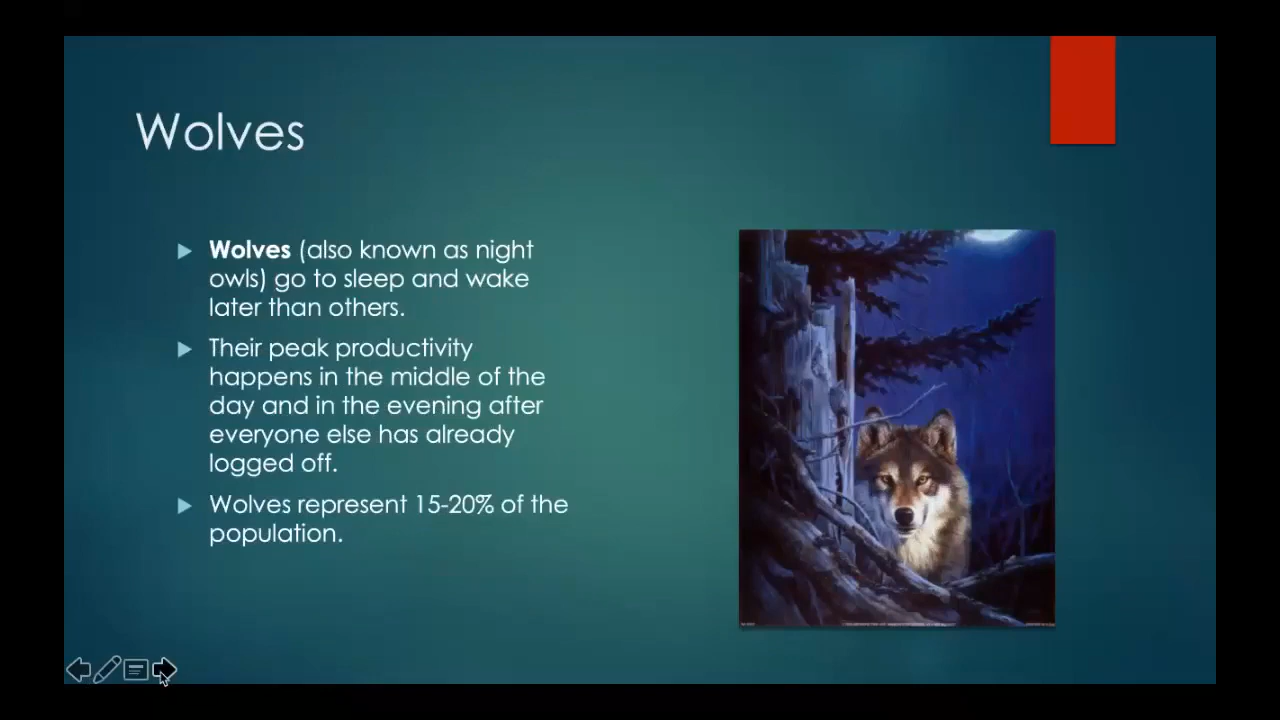 Wolves
Wolves (also known as night
owls) go to sleep and wake
later than others.
Their peak productivity
happens in the middle of the
day and in the evening after
everyone else has already
logged off.
Wolves represent 15-20% of the
population.